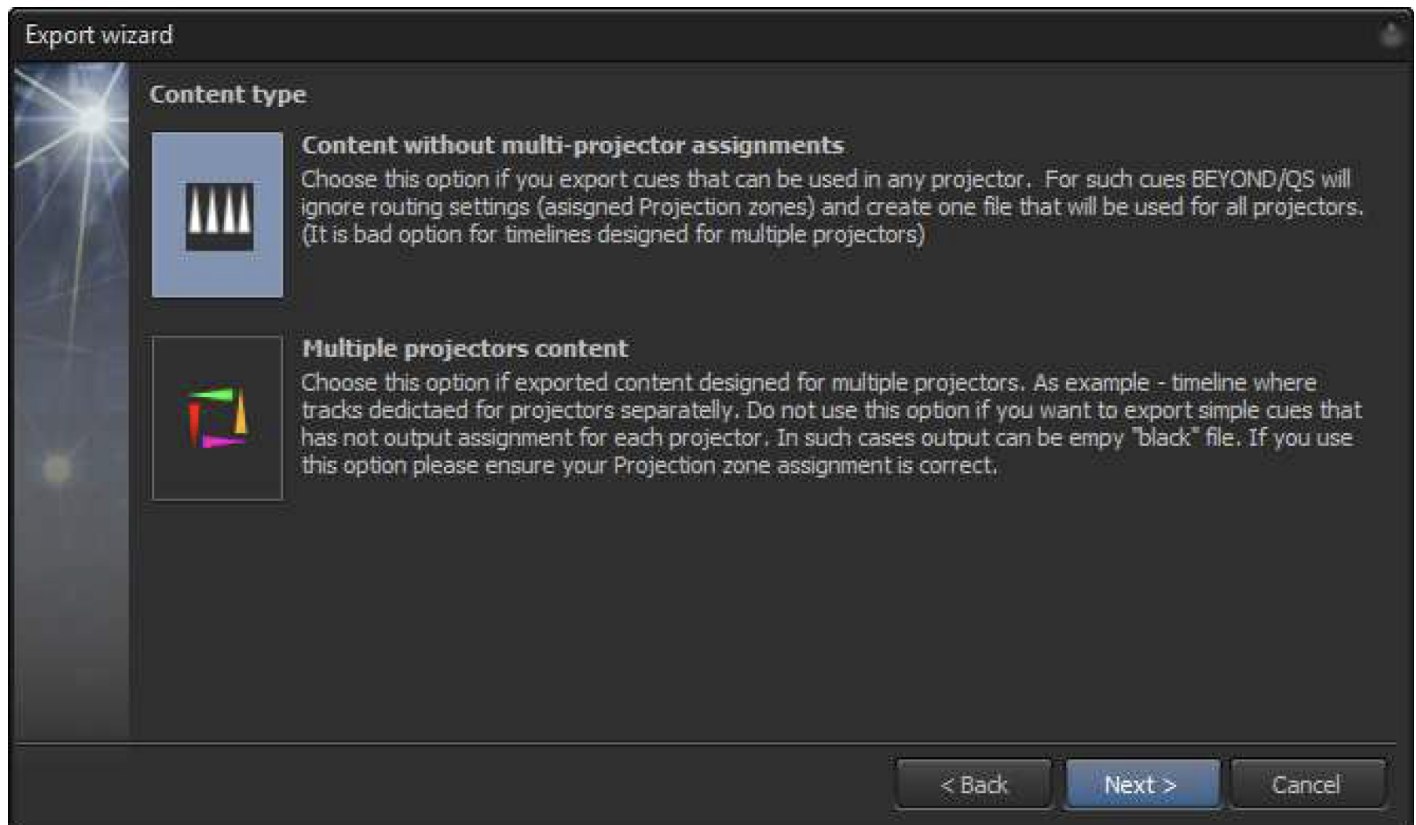 Export wizard
Content type
Content without multi-projector assignments
Choose this option if you export cues that can be used in any projector.  For such cues BEYOND/QS will
ignore routing settings (asisgned Projection zones) and create one file that will be used for all projectors.
(It is bad option for timelines designed for multiple projectors)
Multiple projectors content
Choose this option if exported content designed for multiple projectors. As example - timeline where
tracks dedictaed for projectors separatelly. Do not use this option if you want to export simple cues that
has not output assignment for each projector. In such cases output can be empy "black" file. If you use
this option please ensure your Projection zone assignment is correct.
< Back
Next >
Cancel